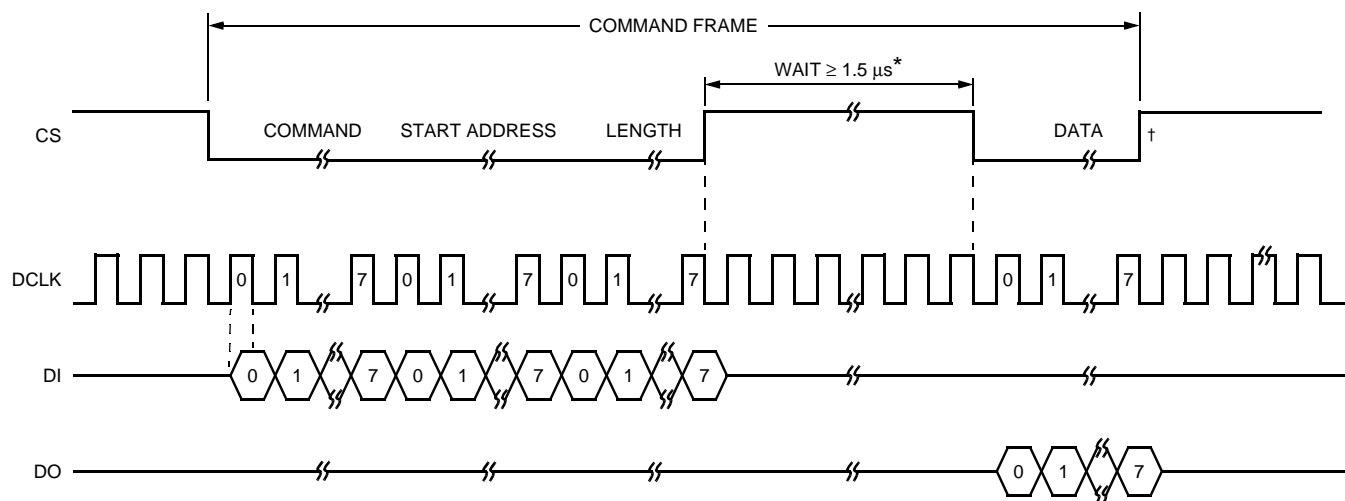 COMMAND FRAME
WAIT ≥ 1.5 µs*
CS
COMMAND
START ADDRESS
LENGTH
DATA
†
DCLK
0 1 7 0 1 7 0 1 7 0 1 7
DI
0 1 7 0 1 7 0 1 7
DO
0 1 7